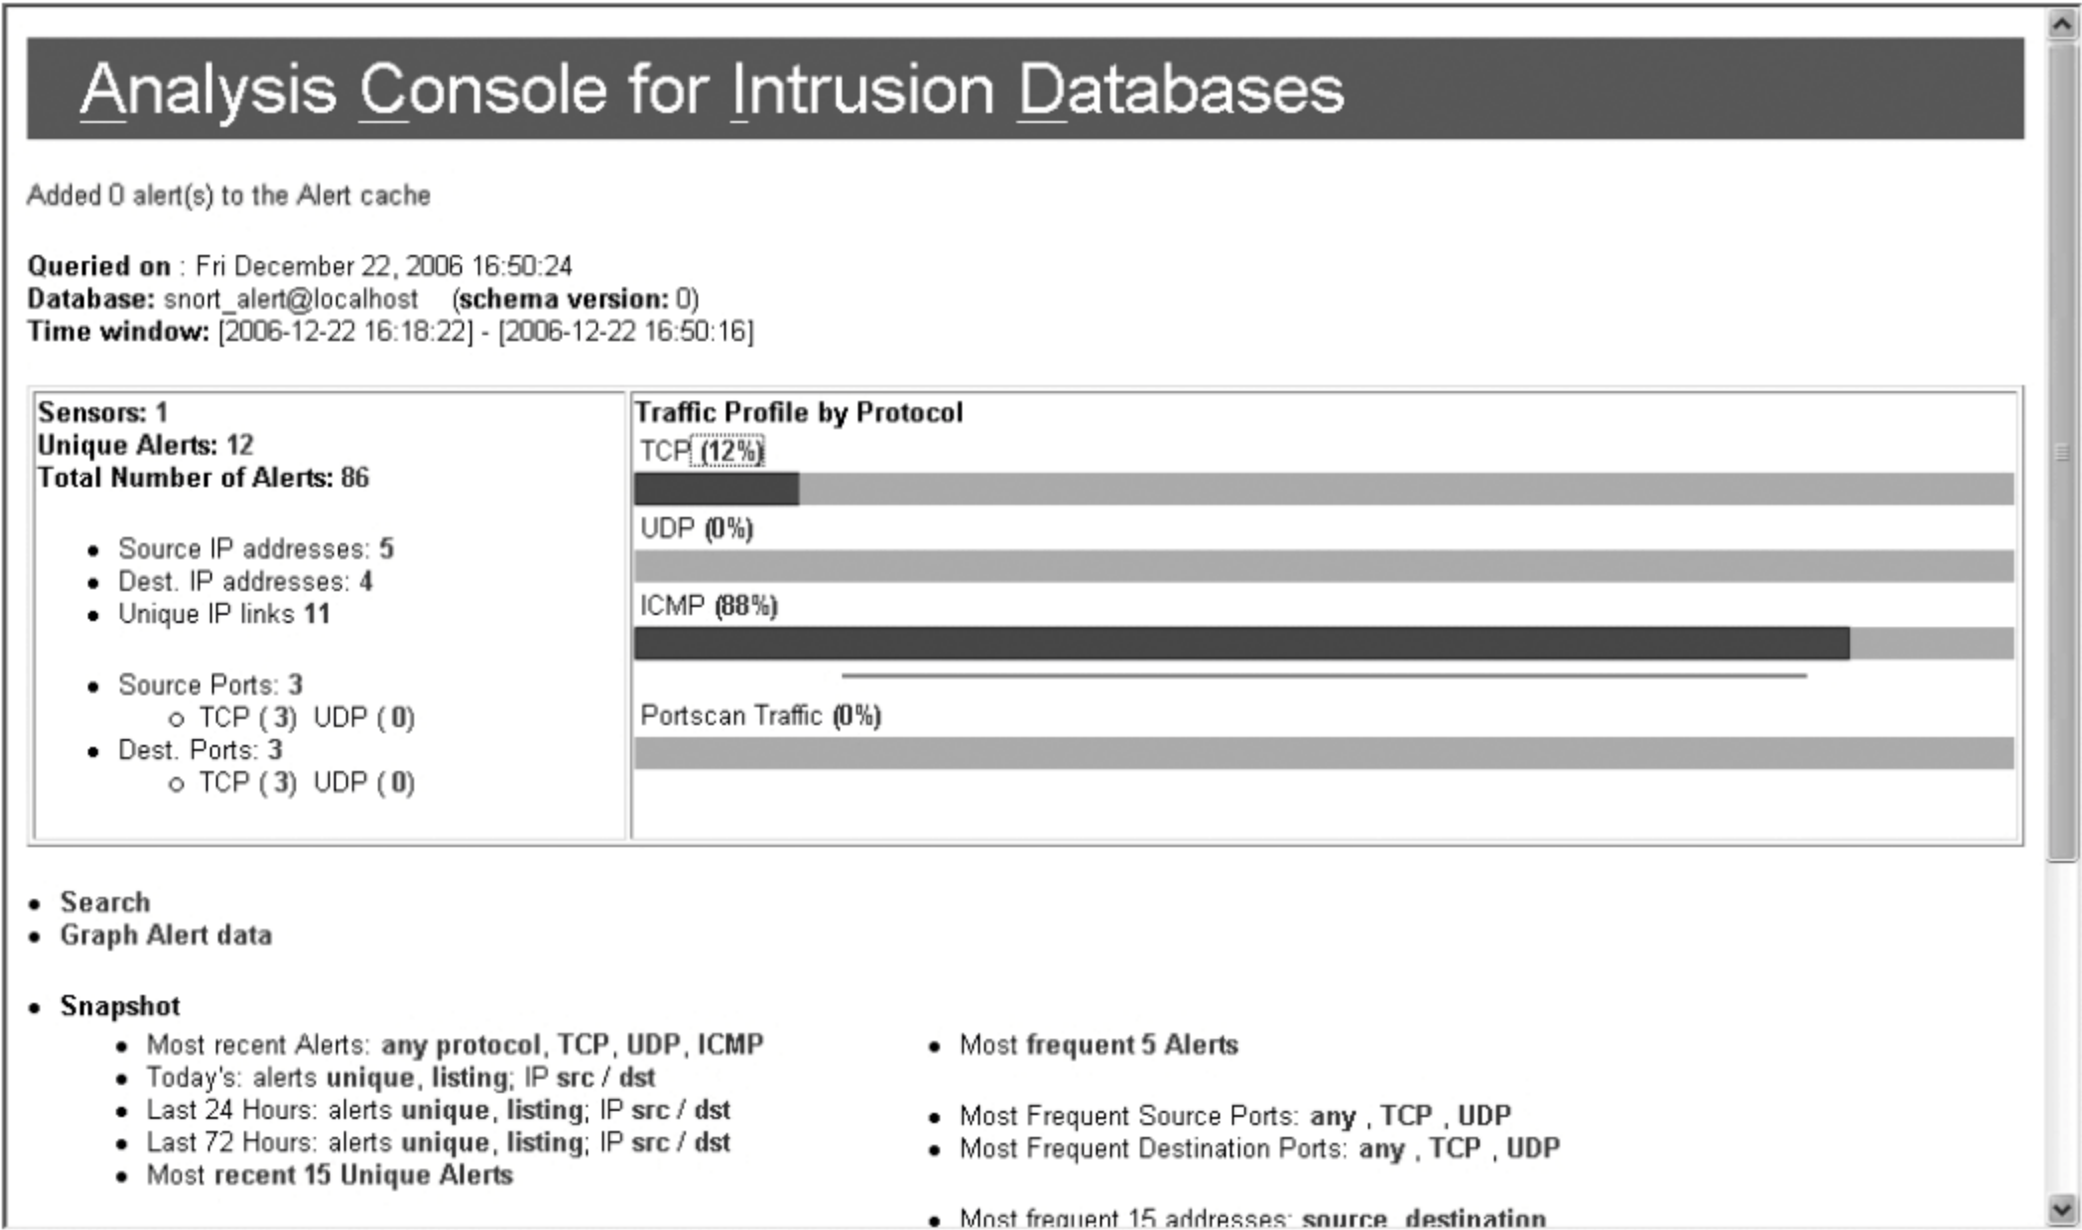 Analysis Console for Intrusion Databases
Added 0 alert(s) to the Alert cache
Queried on : Fri December 22, 2006 16:50:24
Database: snort_alert@localhost (schema version: 0)
Time window: [2006-12-22 16:18:22] - [2006-12-22 16:50:16]
Sensors: 1
Unique Alerts: 12
Total Number of Alerts: 86
Source IP addresses: 5
Dest. IP addresses: 4
Unique IP links 11
Source Ports: 3
TCP ( 3) UDP ( 0)
Dest. Ports: 3
TCP ( 3) UDP ( 0)
Traffic Profile by Protocol
TCP (12%)
UDP (0%)
ICMP (88%)
Portscan Traffic (0%)
Search
Graph Alert data
Snapshot
Most recent Alerts: any protocol, TCP, UDP, ICMP
Today's: alerts unique, listing; IP src / dst
Last 24 Hours: alerts unique, listing; IP src / dst
Last 72 Hours: alerts unique, listing; IP src / dst
Most recent 15 Unique Alerts
Most frequent 5 Alerts
Most Frequent Source Ports: any , TCP , UDP
Most Frequent Destination Ports: any , TCP , UDP
Most frequent 15 addresses: source, destination